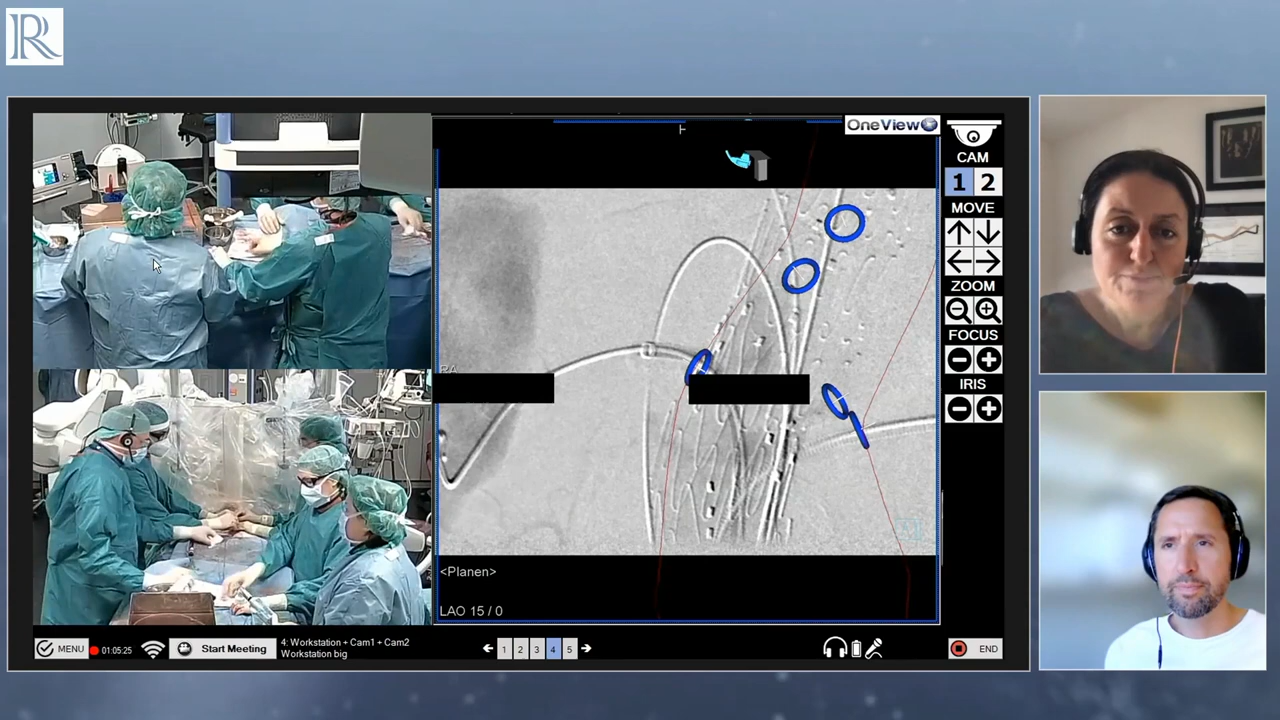 R
OneView
CAM
1 2
MOVE
ZOOM
FOCUS
IRIS
<Planen>
LAO 15 / 0
MENU
01:05:25
Start Meeting
4: Workstation + Cam1 + Cam2
Workstation big
1 2 3 4 5
END